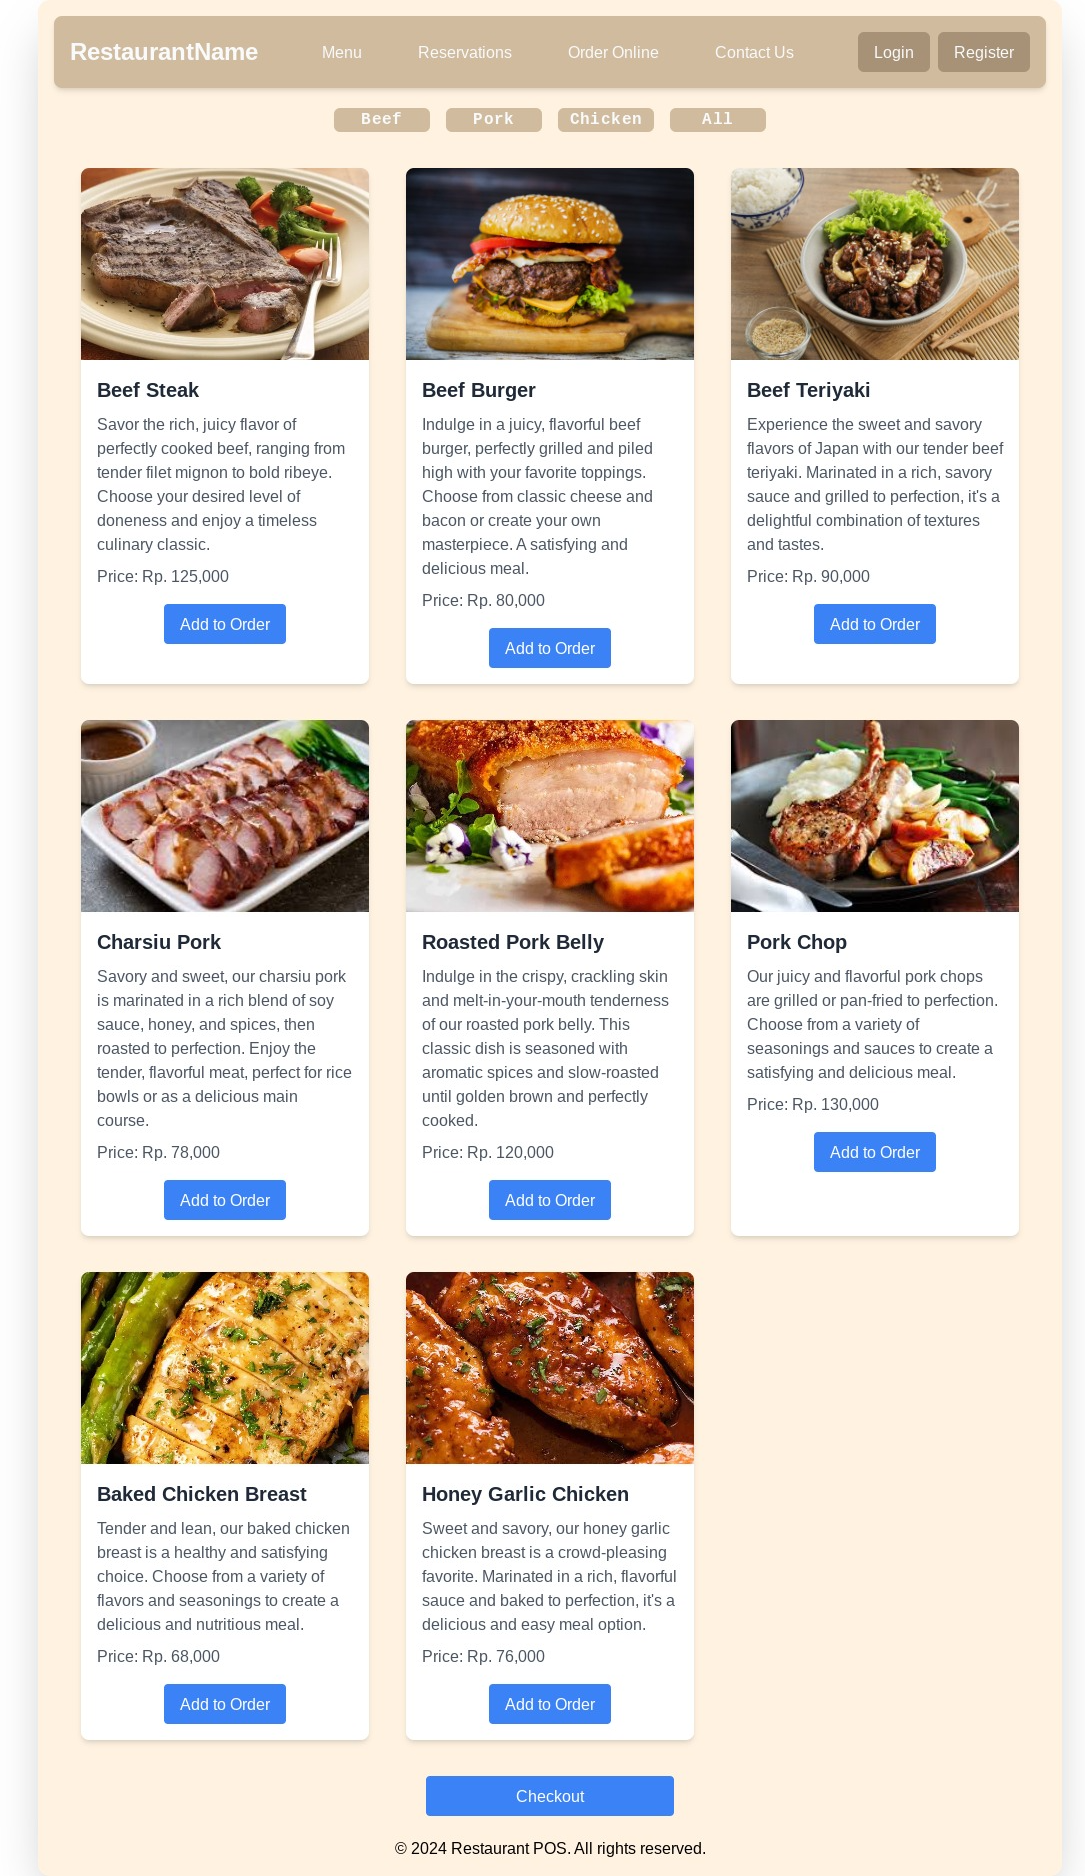 RestaurantName Menu Reservations Order Online Contact Us Login Register
Beef Pork Chicken All
Beef Steak
Savor the rich, juicy flavor of
perfectly cooked beef, ranging from
tender filet mignon to bold ribeye.
Choose your desired level of
doneness and enjoy a timeless
culinary classic.
Price: Rp. 125,000
Add to Order
Beef Burger
Indulge in a juicy, flavorful beef
burger, perfectly grilled and piled
high with your favorite toppings.
Choose from classic cheese and
bacon or create your own
masterpiece. A satisfying and
delicious meal.
Price: Rp. 80,000
Add to Order
Beef Teriyaki
Experience the sweet and savory
flavors of Japan with our tender beef
teriyaki. Marinated in a rich, savory
sauce and grilled to perfection, it's a
delightful combination of textures
and tastes.
Price: Rp. 90,000
Add to Order
Charsiu Pork
Savory and sweet, our charsiu pork
is marinated in a rich blend of soy
sauce, honey, and spices, then
roasted to perfection. Enjoy the
tender, flavorful meat, perfect for rice
bowls or as a delicious main
course.
Price: Rp. 78,000
Add to Order
Roasted Pork Belly
Indulge in the crispy, crackling skin
and melt-in-your-mouth tenderness
of our roasted pork belly. This
classic dish is seasoned with
aromatic spices and slow-roasted
until golden brown and perfectly
cooked.
Price: Rp. 120,000
Add to Order
Pork Chop
Our juicy and flavorful pork chops
are grilled or pan-fried to perfection.
Choose from a variety of
seasonings and sauces to create a
satisfying and delicious meal.
Price: Rp. 130,000
Add to Order
Baked Chicken Breast
Tender and lean, our baked chicken
breast is a healthy and satisfying
choice. Choose from a variety of
flavors and seasonings to create a
delicious and nutritious meal.
Price: Rp. 68,000
Add to Order
Honey Garlic Chicken
Sweet and savory, our honey garlic
chicken breast is a crowd-pleasing
favorite. Marinated in a rich, flavorful
sauce and baked to perfection, it's a
delicious and easy meal option.
Price: Rp. 76,000
Add to Order
Checkout
© 2024 Restaurant POS. All rights reserved.